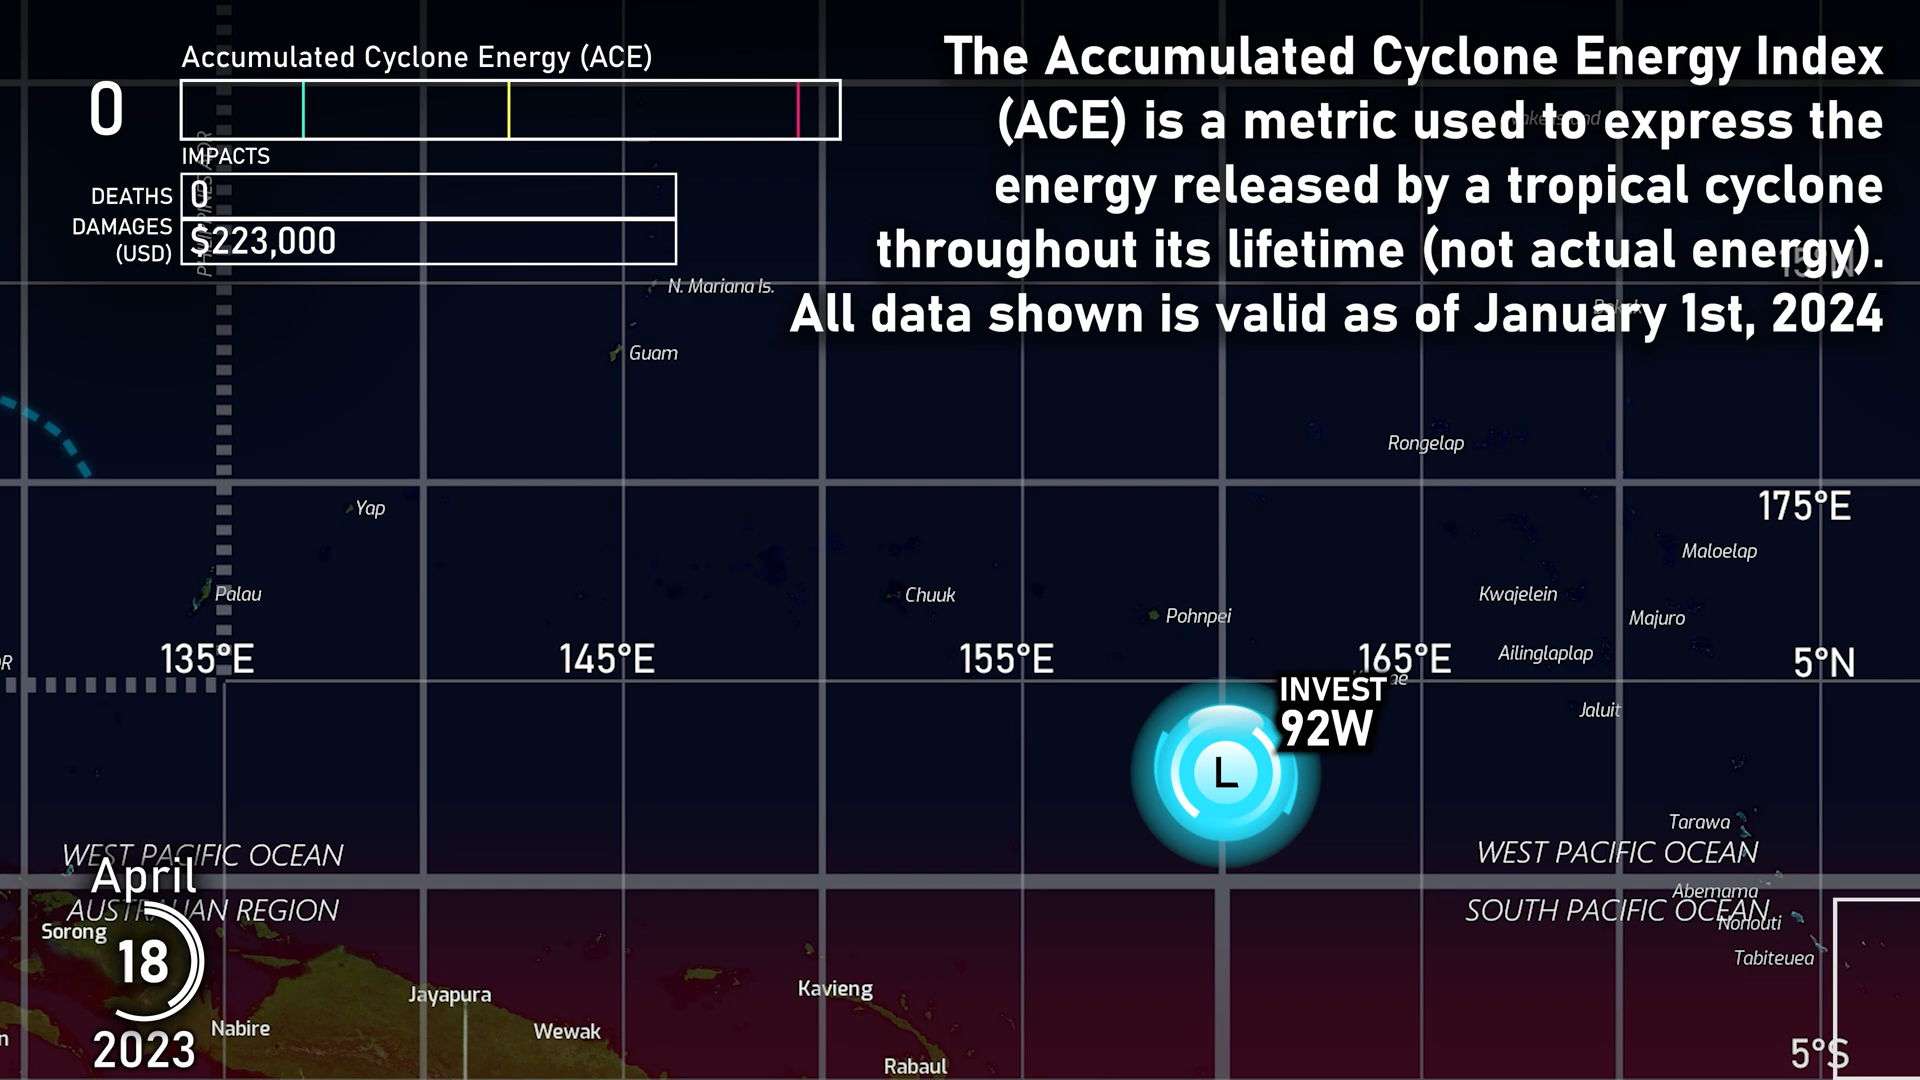 Accumulated Cyclone Energy (ACE)
0
IMPACTS
DEATHS 0
DAMAGES
(USD)
$223,000
The Accumulated Cyclone Energy Index
(ACE) is a metric used to express the
energy released by a tropical cyclone
throughout its lifetime (not actual energy).
All data shown is valid as of January 1st, 2024
15°N
N. Mariana Is.
Guam
Rongelap
Yap
175°E
Maloelap
Palau
Chuuk
Kwajelein
Pohnpei
Majuro
135°E
145°E
155°E
165°E
Ailinglaplap
5°N
INVEST
92W
L
Jaluit
Tarawa
WEST PACIFIC OCEAN
WEST PACIFIC OCEAN
April
Abemama
AUSTRALIAN REGION
SOUTH PACIFIC OCEAN
Nonouti
Sorong
18
Tabiteuea
Jayapura
Kavieng
Nabire
Wewak
2023
5°S
Rabaul